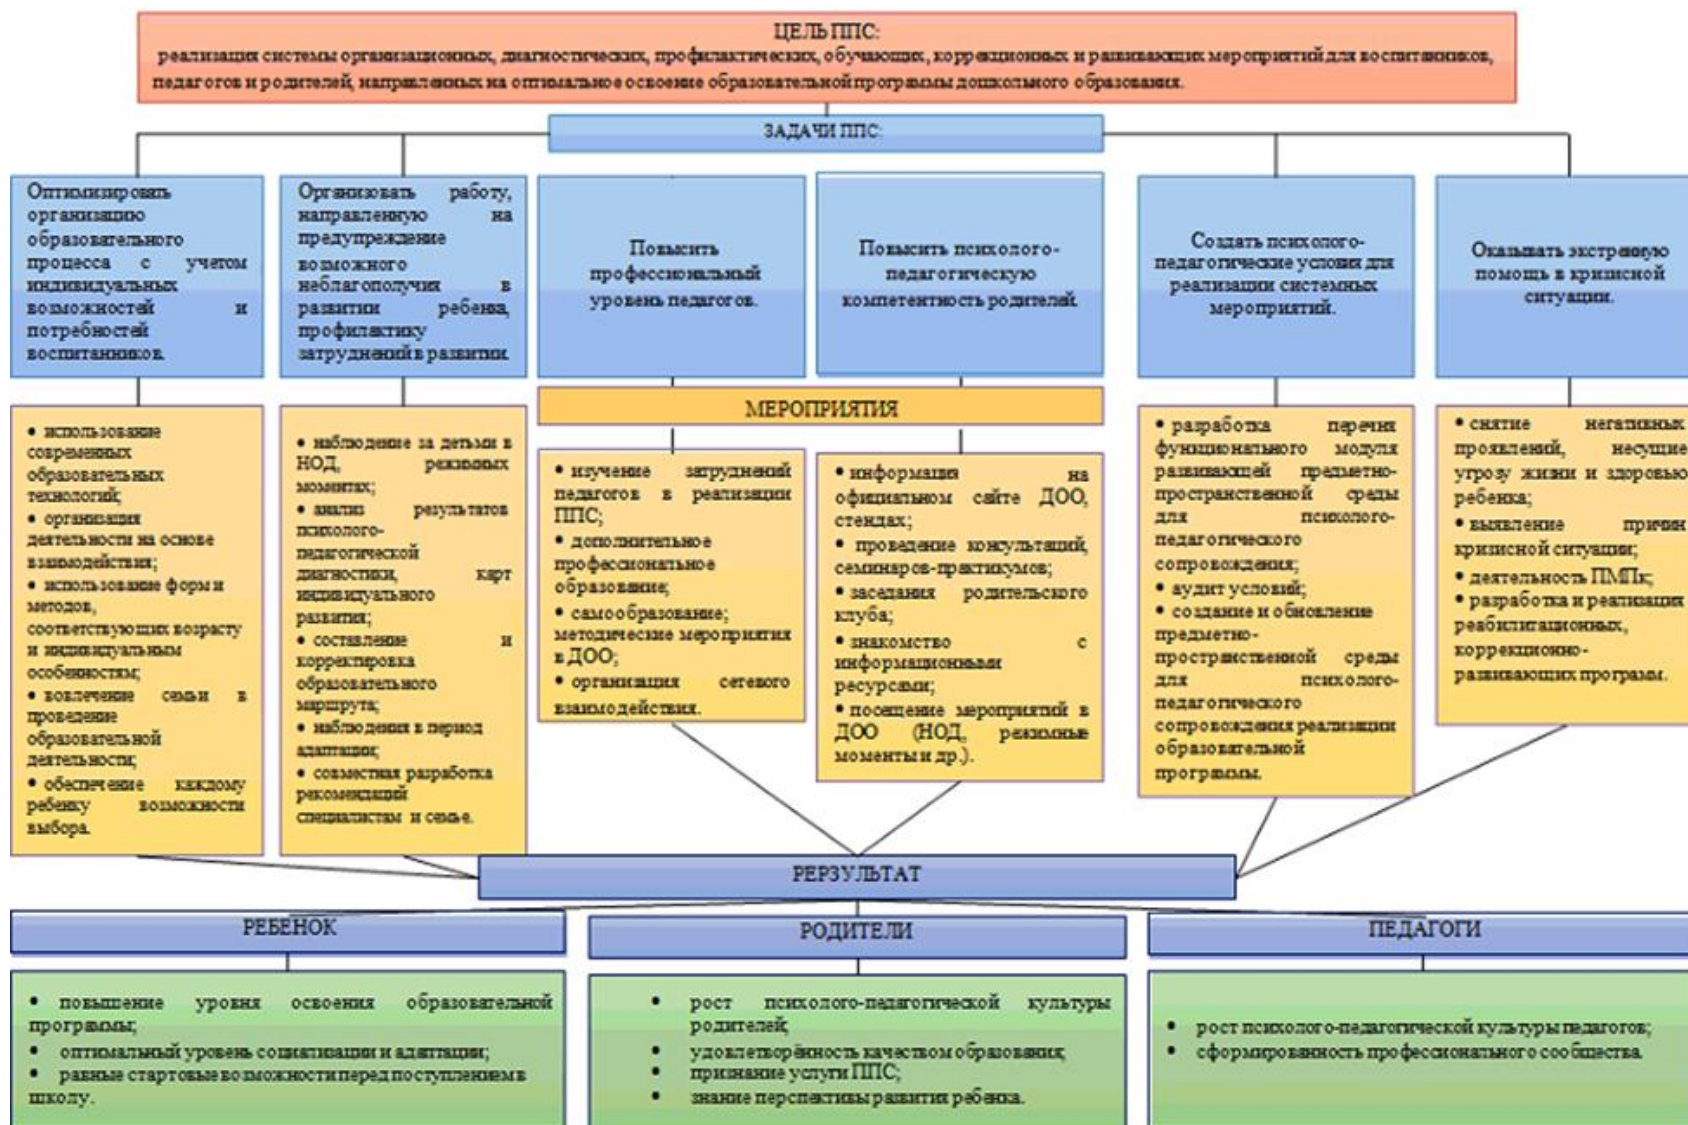 ЦЕЛЬ ППС:
реализация системы организационных, диагностических, профилактических, обучающих, коррекционных и развивающих мероприятий для воспитанников,
педагогов и родителей, направленных на оптимальное освоение образовательной программы дошкольного образования.
ЗАДАЧИ ППС:
Оптимизировать
организацию
образовательного
процесса с учетом
индивидуальных
возможностей и
потребностей
воспитанников.
Организовать работу,
направленную на
предупреждение
возможного
неблагополучия в
развитии ребенка,
профилактику
затруднений в развитии.
Повысить
профессиональный
уровень педагогов.
Повысить психолого-
педагогическую
компетентность родителей.
Создать психолого-
педагогические условия для
реализации системных
мероприятий.
Оказывать экстренную
помощь в кризисной
ситуации.
МЕРОПРИЯТИЯ
• использование
современных
образовательных
технологий;
• организация
деятельности на основе
взаимодействия;
• использование форм и
методов,
соответствующих возрасту
и индивидуальным
особенностям;
• вовлечение семьи в
проведение
образовательной
деятельности;
• обеспечение каждому
ребенку возможности
выбора.
• наблюдение за детьми в
НОД, режимных
моментах;
• анализ результатов
психолого-
педагогической
диагностики, карт
индивидуального
развития;
• составление и
корректировка
образовательного
маршрута;
• наблюдения в период
адаптации;
• совместная разработка
рекомендаций
специалистам и семье.
• изучение затруднений
педагогов в реализации
ППС;
• дополнительное
профессиональное
образование;
• самообразование;
методические мероприятия
в ДОО;
• организация сетевого
взаимодействия.
• информация на
официальном сайте ДОО,
стендах;
• проведение консультаций,
семинаров-практикумов;
• заседания родительского
клуба;
• знакомство с
информационными
ресурсами;
• посещение мероприятий в
ДОО (НОД, режимные
моменты и др.).
• разработка перечня
функционального модуля
развивающей предметно-
пространственной среды
для психолого-
педагогического
сопровождения;
• аудит условий;
• создание и обновление
предметно-
пространственной среды
для психолого-
педагогического
сопровождения реализации
образовательной
программы.
• снятие негативных
проявлений, несущие
угрозу жизни и здоровью
ребенка;
• выявление причин
кризисной ситуации;
• деятельность ПМПк;
• разработка и реализация
реабилитационных,
коррекционно-
развивающих программ.
РЕРЗУЛЬТАТ
РЕБЕНОК
• повышение уровня освоения образовательной
программы;
• оптимальный уровень социализации и адаптации;
• равные стартовые возможности перед поступлением в
школу.
РОДИТЕЛИ
• рост психолого-педагогической культуры
родителей;
• удовлетворённость качеством образования;
• признание услуги ППС;
• знание перспективы развития ребенка.
ПЕДАГОГИ
• рост психолого-педагогической культуры педагогов;
• сформированность профессионального сообщества.